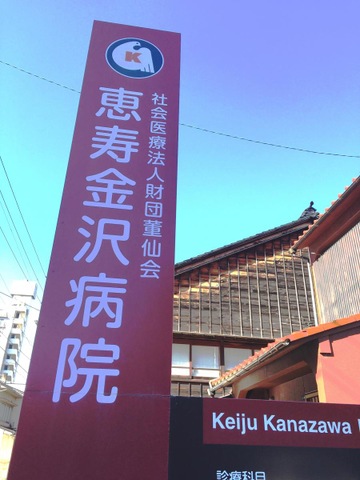 K
社会医療法人財団董仙会
恵寿金沢病院
Keiju Kanazawa
診療科目